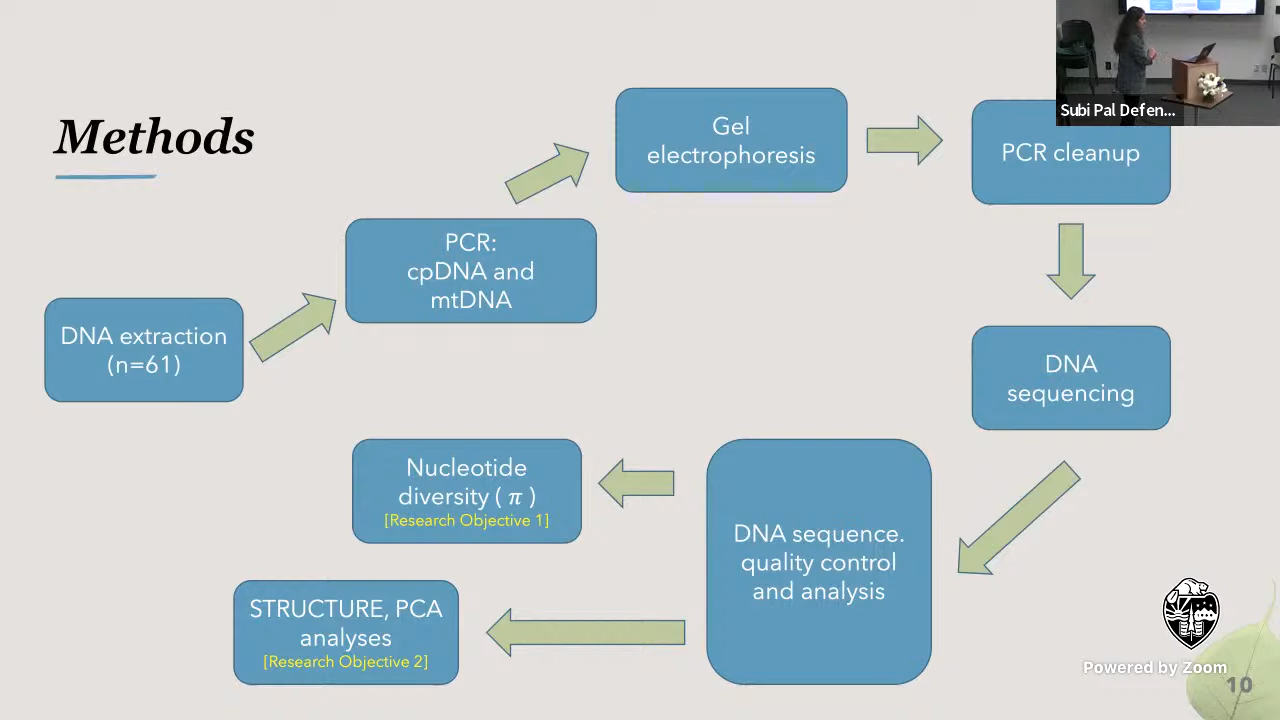 Methods
DNA extraction
(n=61)
PCR:
cpDNA and
mtDNA
Gel
electrophoresis
PCR cleanup
DNA
sequencing
DNA sequence.
quality control
and analysis
Nucleotide
diversity ( π )
[Research Objective 1]
STRUCTURE, PCA
analyses
[Research Objective 2]
Subi Pal Defen...
Powered by Zoom
10